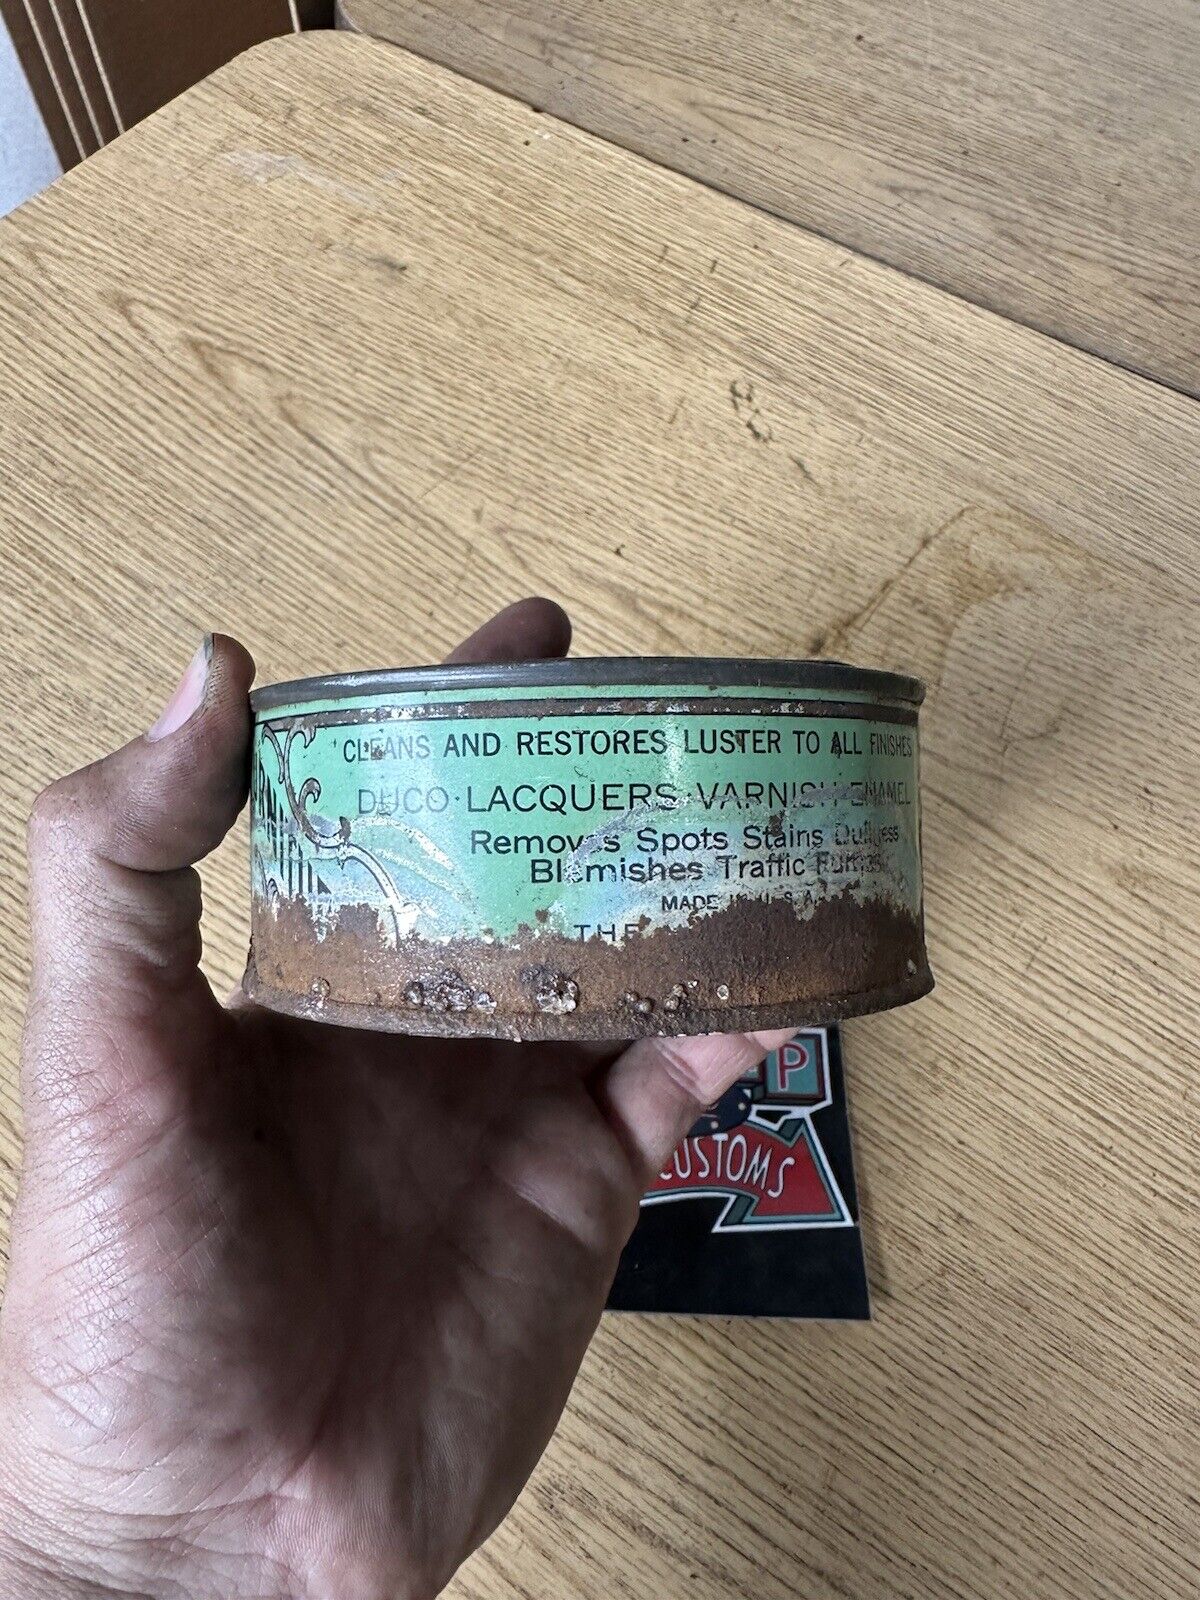 CLEANS AND RESTORES LUSTER TO ALL FINISHES
DUCO·LACQUERS·VARNISH·ENAMEL
Removes Spots Stains Dullness
Blemishes Traffic Fumes
MADE IN U.S.A.
THE
P
CUSTOMS